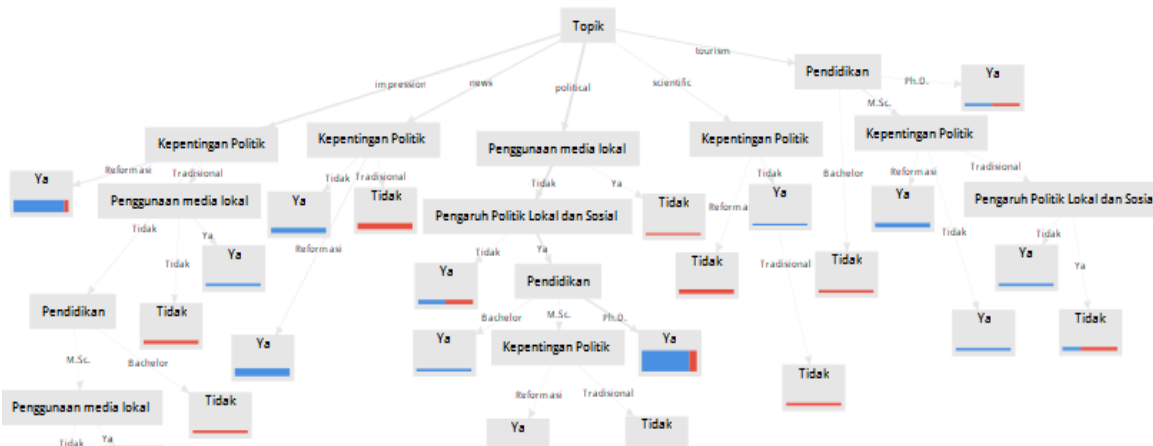 Topik
tourism
impression
news
political
scientific
Pendidikan
Ph.D.
Ya
M.Sc.
Kepentingan Politik
Kepentingan Politik
Penggunaan media lokal
Kepentingan Politik
Kepentingan Politik
Reformasi
Tradisional
Tidak
Tradisional
Tidak
Ya
Tidak
Bachelor
Reformasi
Tradisional
Ya
Penggunaan media lokal
Ya
Tidak
Pengaruh Politik Lokal dan Sosial
Tidak
Reforma
Ya
Ya
Tidak
Pengaruh Politik Lokal dan Sosial
Tidak
Ya
Tidak
Ya
Reformasi
Tidak
Ya
Tradisional
Tidak
Ya
Tidak
Ya
Pendidikan
Tidak
Tidak
Ya
Pendidikan
Tidak
Ya
Bachelor
M.Sc.
Ph.D.
Ya
Tidak
M.Sc.
Bachelor
Ya
Kepentingan Politik
Ya
Tidak
Penggunaan media lokal
Tidak
Reformasi
Tradisional
Tidak
Ya
Ya
Tidak